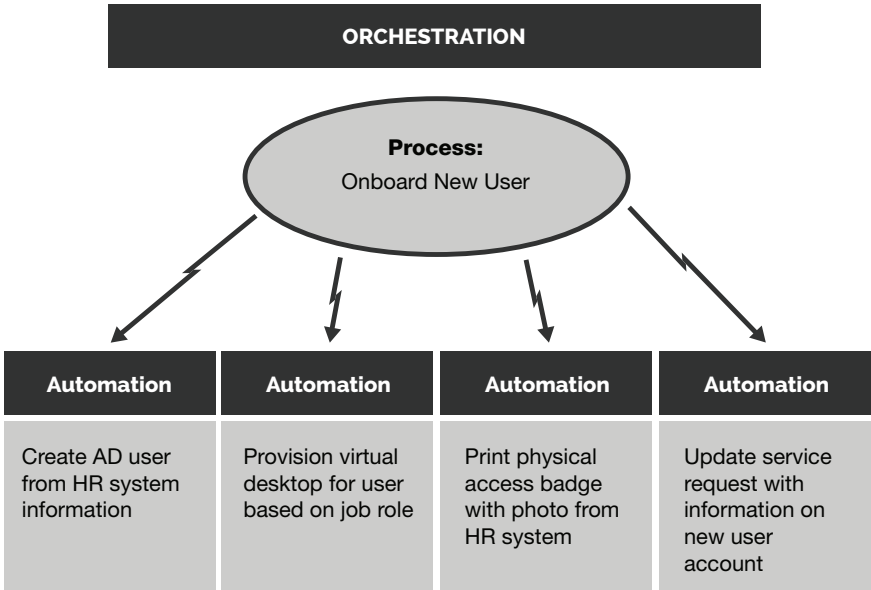 ORCHESTRATION
Process:
Onboard New User
Automation
Automation
Automation
Automation
Create AD user
from HR system
information
Provision virtual
desktop for user
based on job role
Print physical
access badge
with photo from
HR system
Update service
request with
information on
new user
account